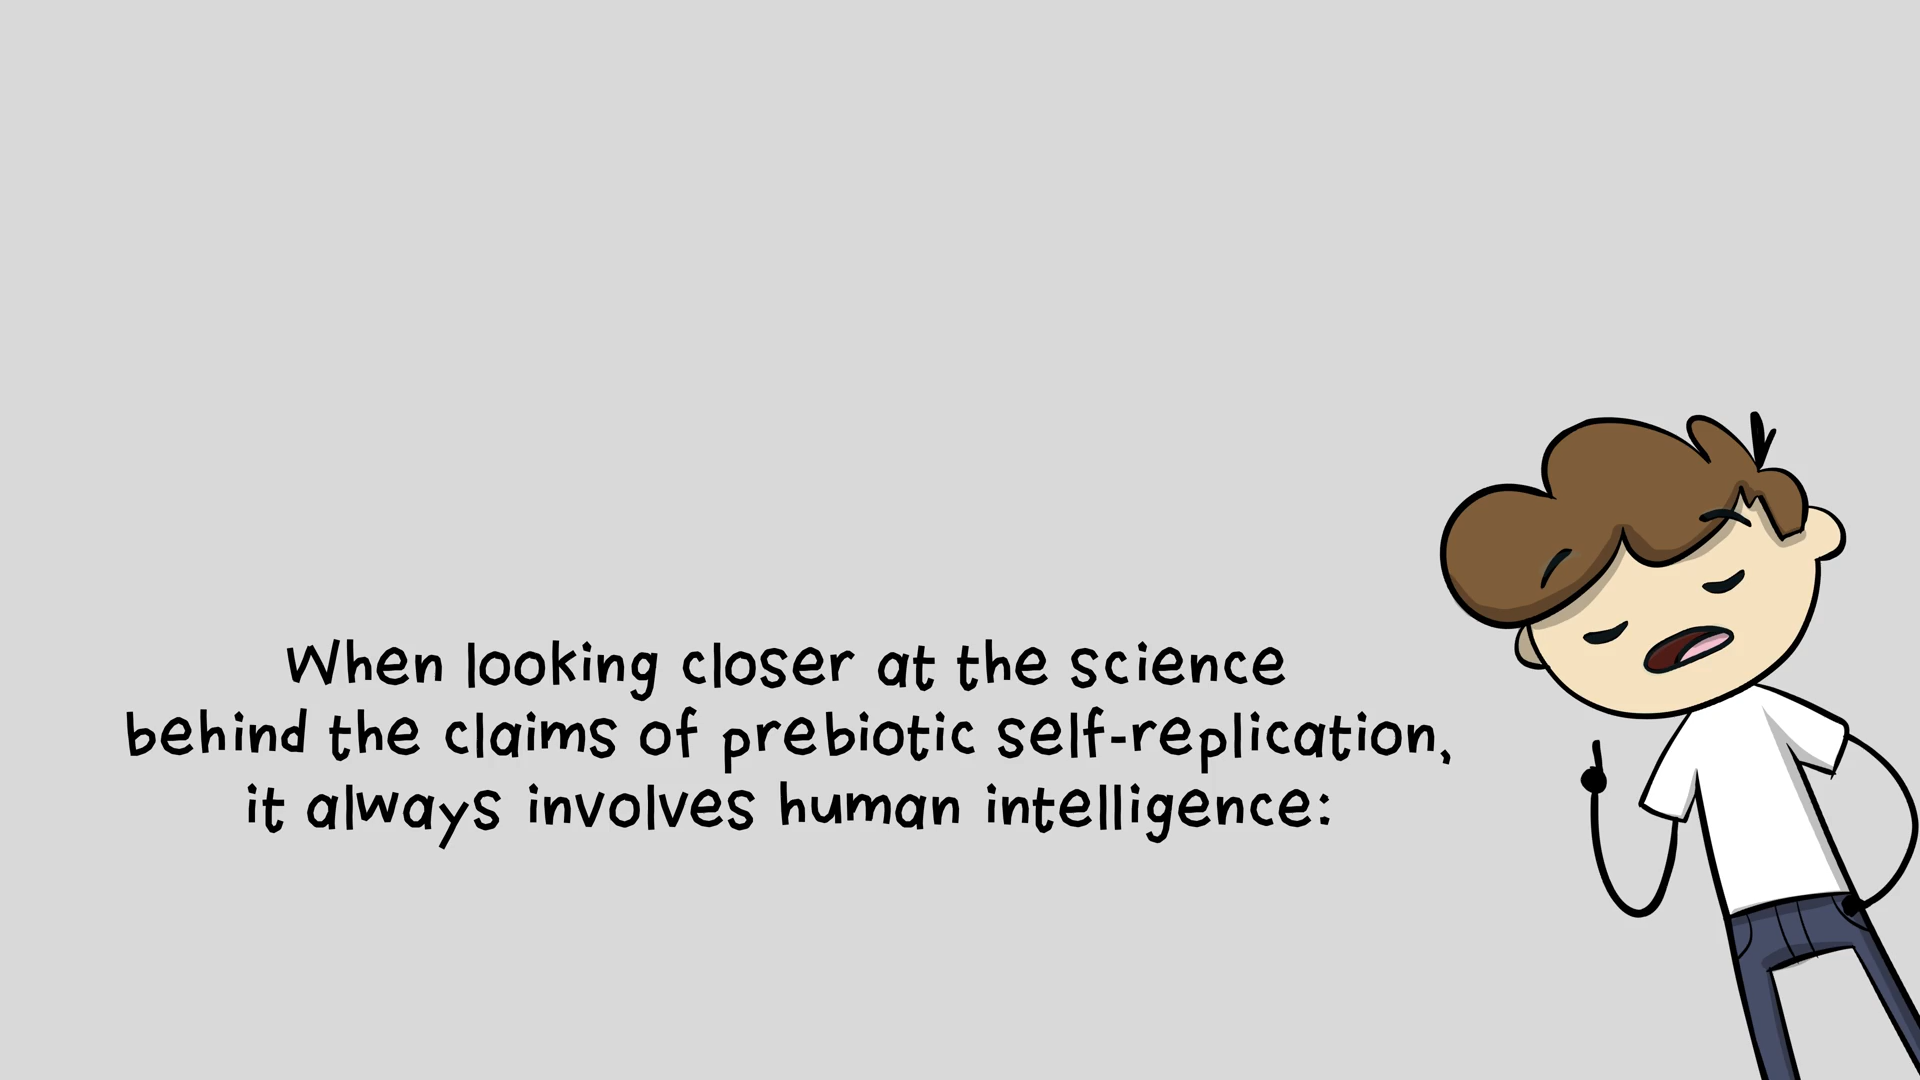 When looking closer at the science
behind the claims of prebiotic self-replication,
it always involves human intelligence: